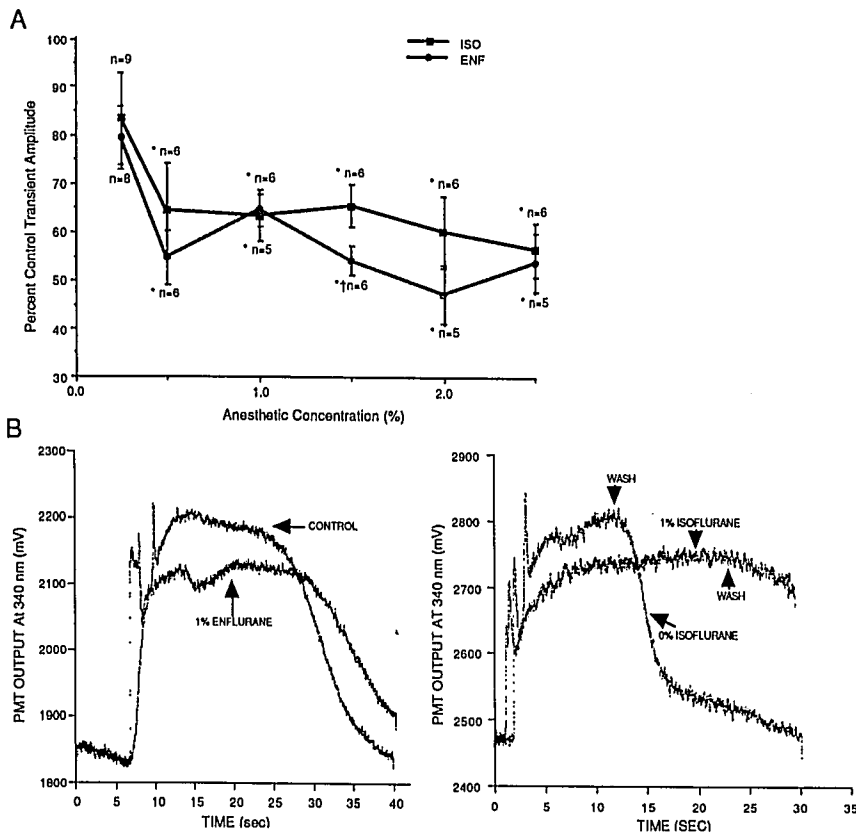 A
ISO
ENF
Percent Control Transient Amplitude
100
90
80
70
60
50
40
30
n=9
n=8
* n=6
* n=6
* n=6
* n=5
* n=6
*†n=6
* n=6
* n=5
* n=6
* n=5
0.0
1.0
2.0
Anesthetic Concentration (%)
B
PMT OUTPUT At 340 nm (mV)
2300
2200
2100
2000
1900
1800
CONTROL
1% ENFLURANE
0
5
10
15
20
25
30
35
40
TIME (sec)
PMT OUTPUT AT 340 nm (mV)
2900
2800
2700
2600
2500
2400
WASH
1% ISOFLURANE
WASH
0% ISOFLURANE
0
5
10
15
20
25
30
35
TIME (SEC)